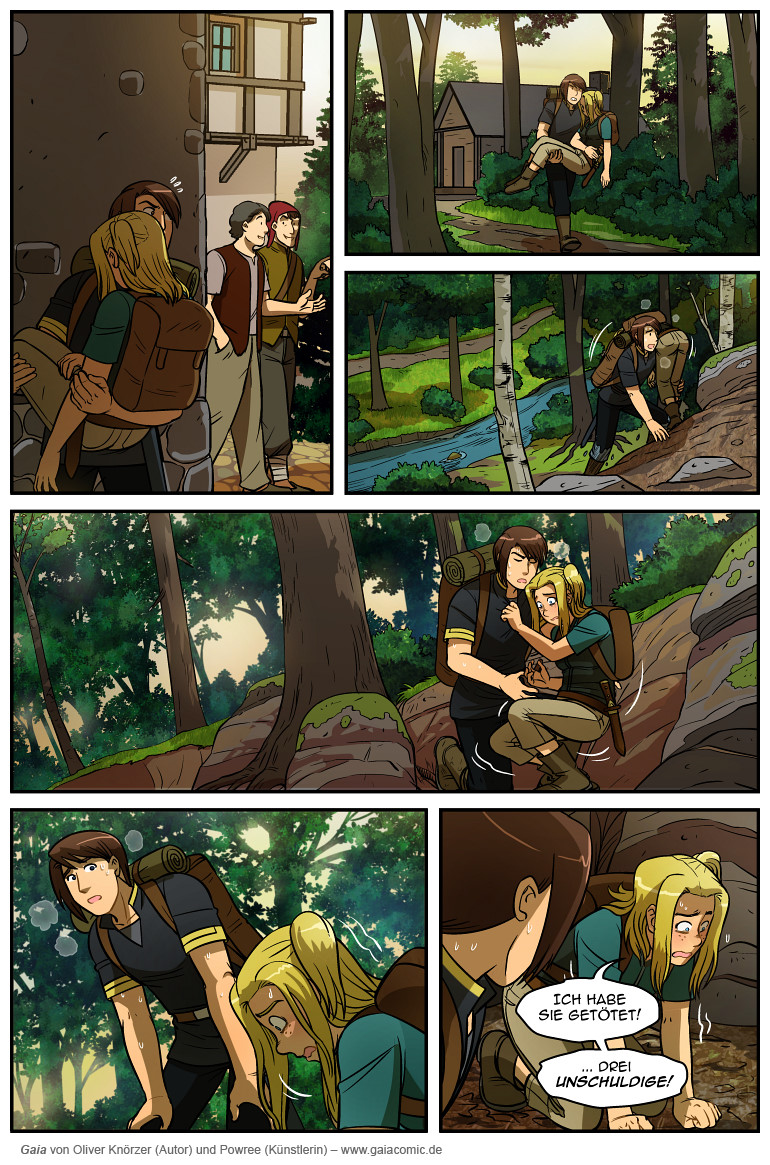 ICH HABE
SIE GETÖTET!
... DREI
UNSCHULDIGE!
Gaia von Oliver Knörzer (Autor) und Powree (Künstlerin) – www.gaiacomic.de